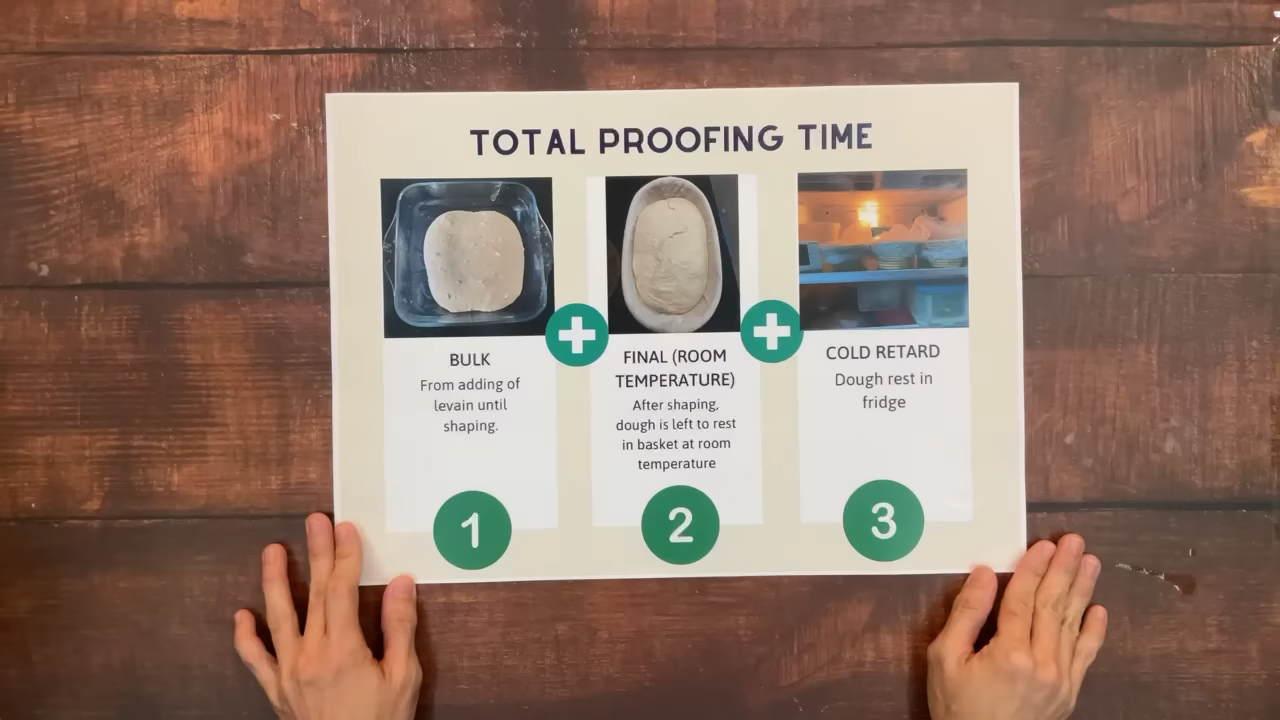 TOTAL PROOFING TIME
BULK
From adding of
levain until
shaping.
1
FINAL (ROOM
TEMPERATURE)
After shaping,
dough is left to rest
in basket at room
temperature
2
COLD RETARD
Dough rest in
fridge
3